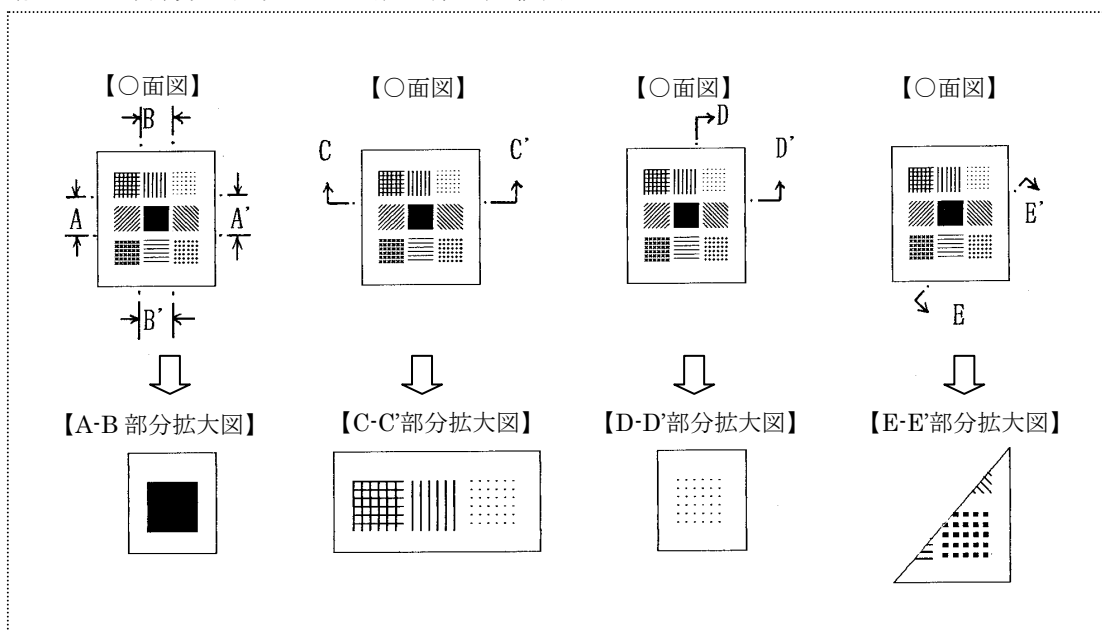 【○面図】 【○面図】 【○面図】 【○面図】
B
D
C C' D'
A A' E'
B' E
【A-B 部分拡大図】 【C-C'部分拡大図】 【D-D'部分拡大図】 【E-E'部分拡大図】